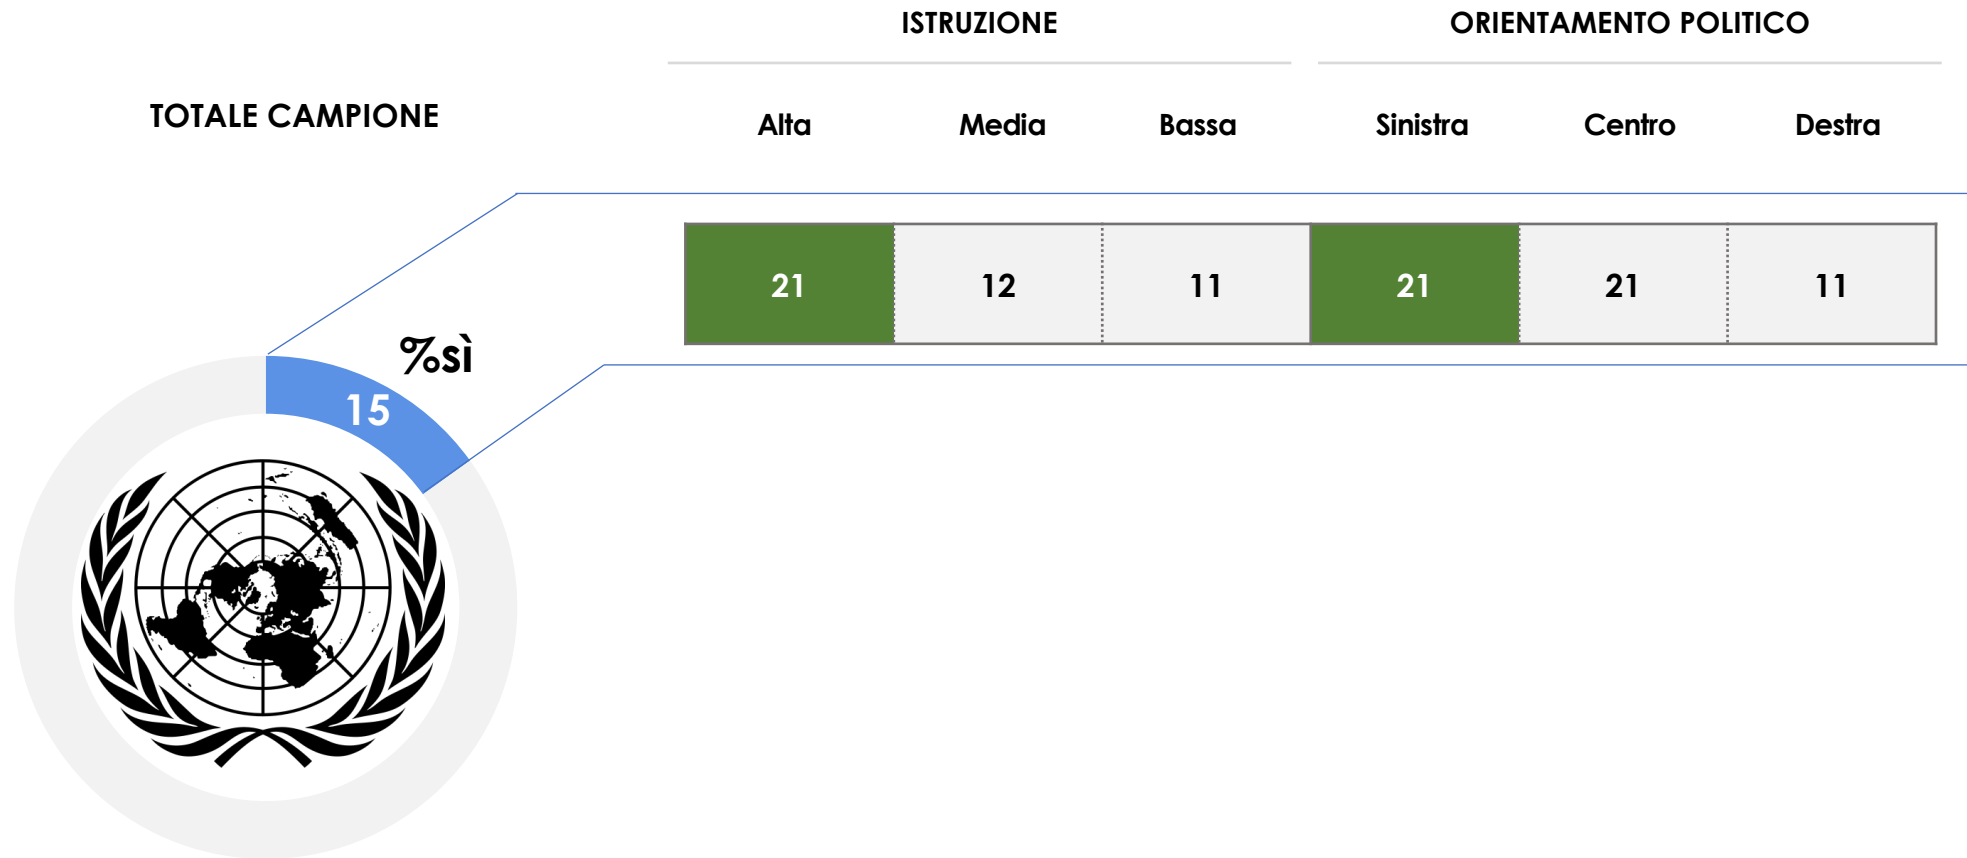 ISTRUZIONE
ORIENTAMENTO POLITICO
TOTALE CAMPIONE
Alta Media Bassa Sinistra Centro Destra
21 12 11 21 21 11
%sì
15